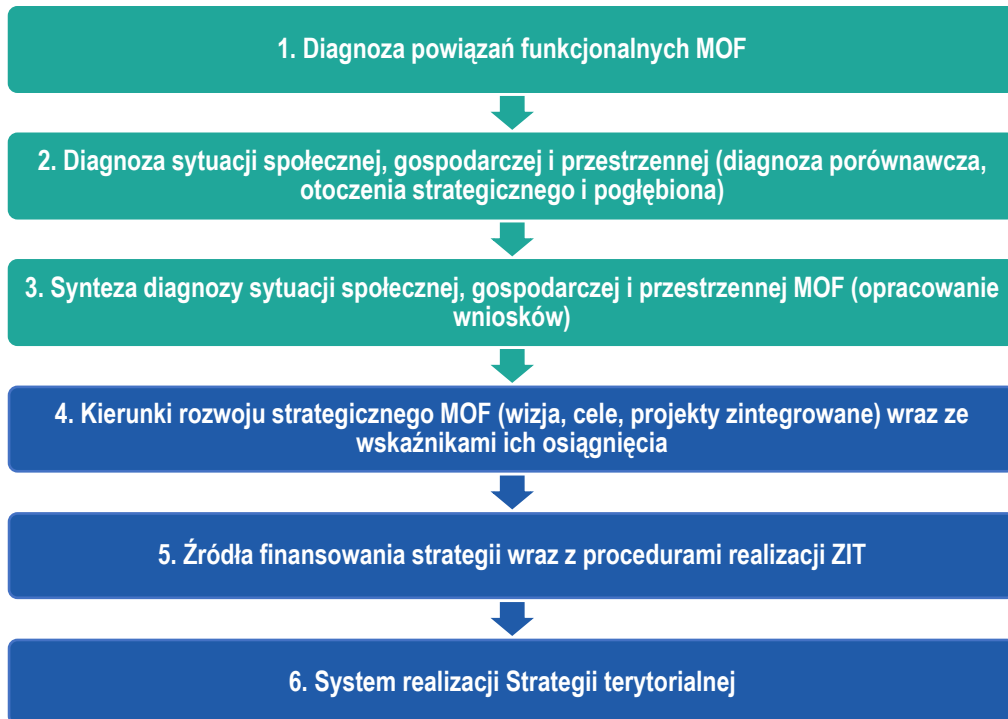 1. Diagnoza powiązań funkcjonalnych MOF
2. Diagnoza sytuacji społecznej, gospodarczej i przestrzennej (diagnoza porównawcza,
otoczenia strategicznego i pogłębiona)
3. Synteza diagnozy sytuacji społecznej, gospodarczej i przestrzennej MOF (opracowanie
wniosków)
4. Kierunki rozwoju strategicznego MOF (wizja, cele, projekty zintegrowane) wraz ze
wskaźnikami ich osiągnięcia
5. Źródła finansowania strategii wraz z procedurami realizacji ZIT
6. System realizacji Strategii terytorialnej